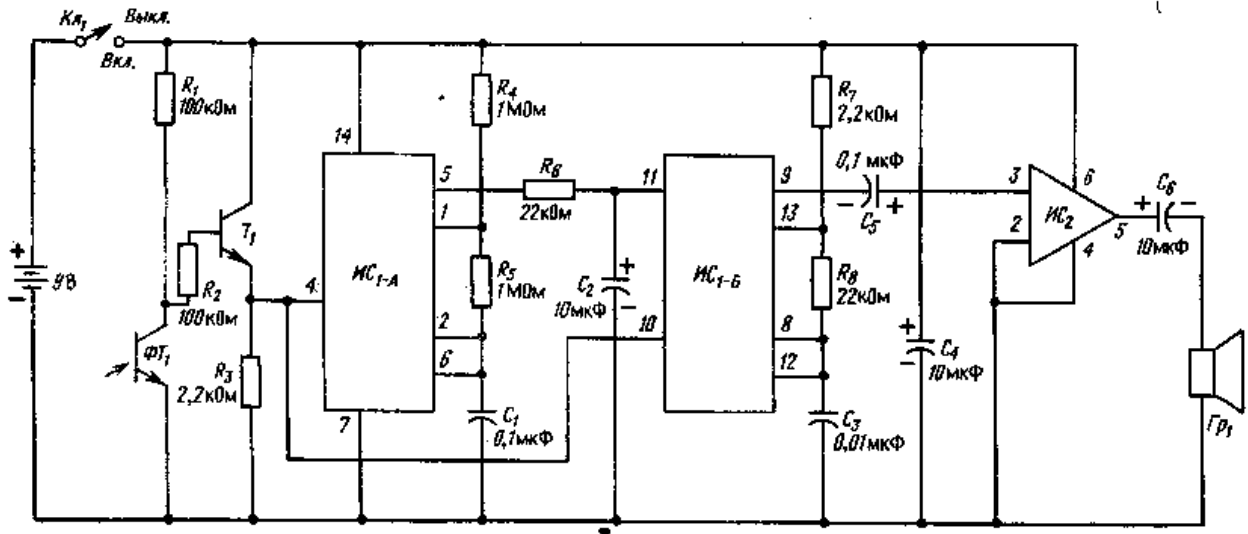 Кл₁
Выкл.
Вкл.
R₁
100кОм
R₄
1МОм
R₇
2,2кОм
14
5
1
R₆
22кОм
11
9
13
0,1 мкФ
C₅
3
2
6
4
5
ИС₂
C₆
10мкФ
T₁
R₂
100кОм
4
ИС₁₋А
R₅
1МОм
C₂
10мкФ
ИС₁₋Б
R₈
22кОм
9В
ФТ₁
R₃
2,2кОм
2
6
10
8
12
C₄
10мкФ
7
C₁
0,1мкФ
C₃
0,01мкФ
Гр₁